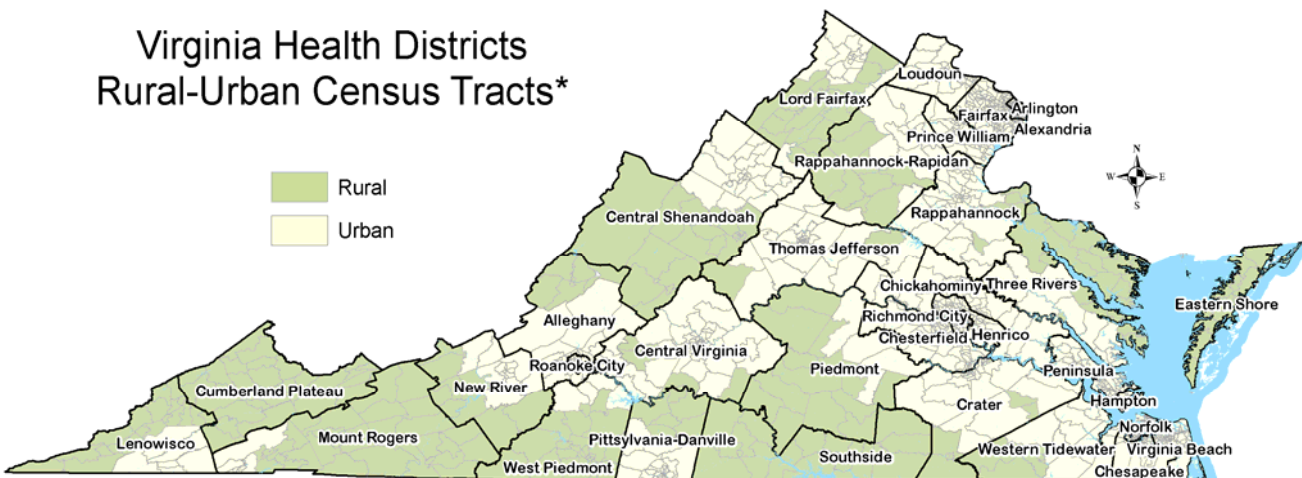 Virginia Health Districts
Rural-Urban Census Tracts*
Rural
Urban
N
W E
S
Loudoun
Lord Fairfax
Arlington
Fairfax
Prince William
Alexandria
Rappahannock-Rapidan
Central Shenandoah
Rappahannock
Thomas Jefferson
Chickahominy
Three Rivers
Eastern Shore
Alleghany
Richmond City
Chesterfield
Henrico
Central Virginia
Roanoke City
Piedmont
Peninsula
New River
Cumberland Plateau
Hampton
Crater
Norfolk
Mount Rogers
Lenowisco
Pittsylvania-Danville
Western Tidewater
Virginia Beach
Southside
West Piedmont
Chesapeake